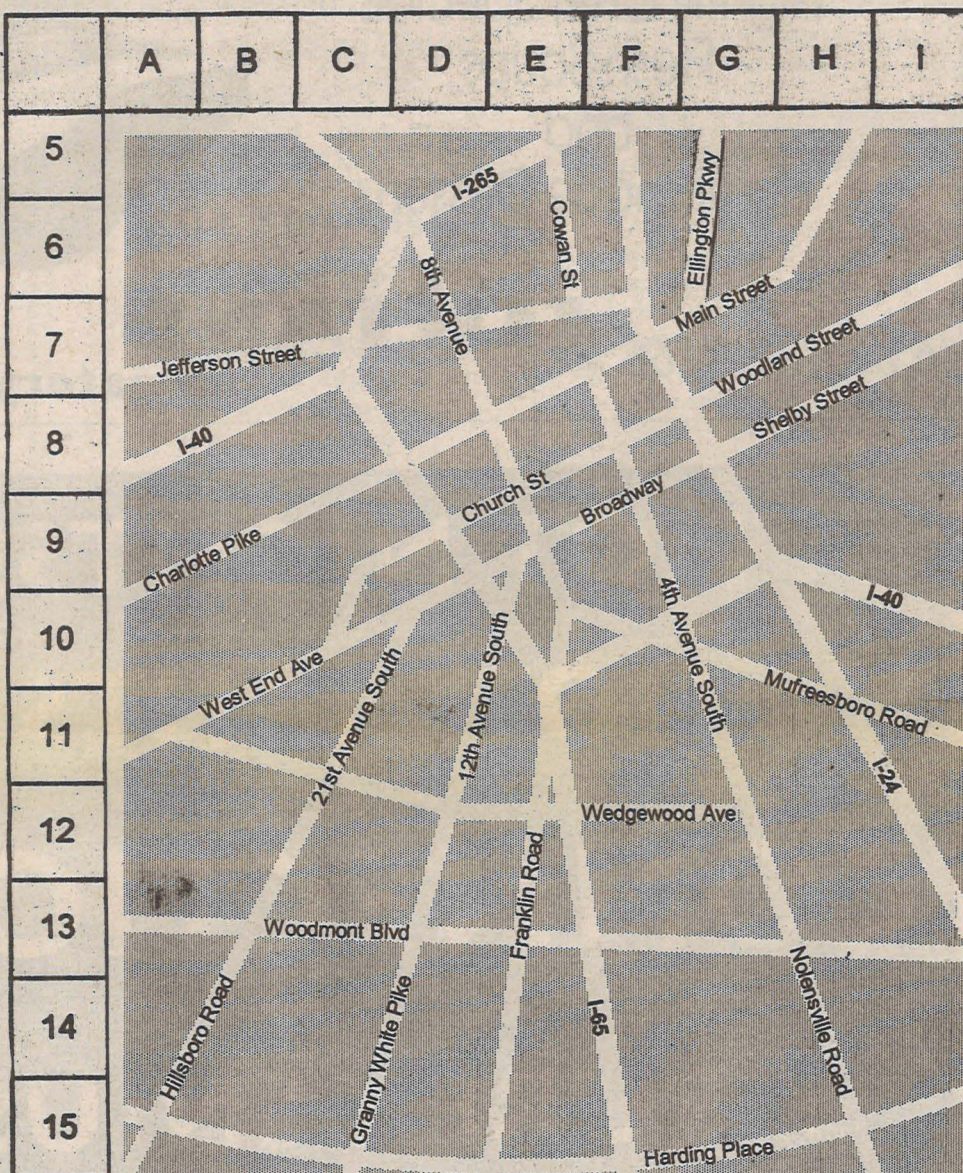 A B C D E F G H I
5
6
7
8
9
10
11
12
13
14
15
I-265
Cowan St
Ellington Pkwy
8th Avenue
Main Street
Jefferson Street
Woodland Street
Shelby Street
I-40
Church St
Broadway
Charlotte Pike
4th Avenue South
I-40
West End Ave
21st Avenue South
12th Avenue South
Mufreesboro Road
I-24
Wedgewood Ave
Franklin Road
Woodmont Blvd
Hillsboro Road
Granny White Pike
I-65
Nolensville Road
Harding Place